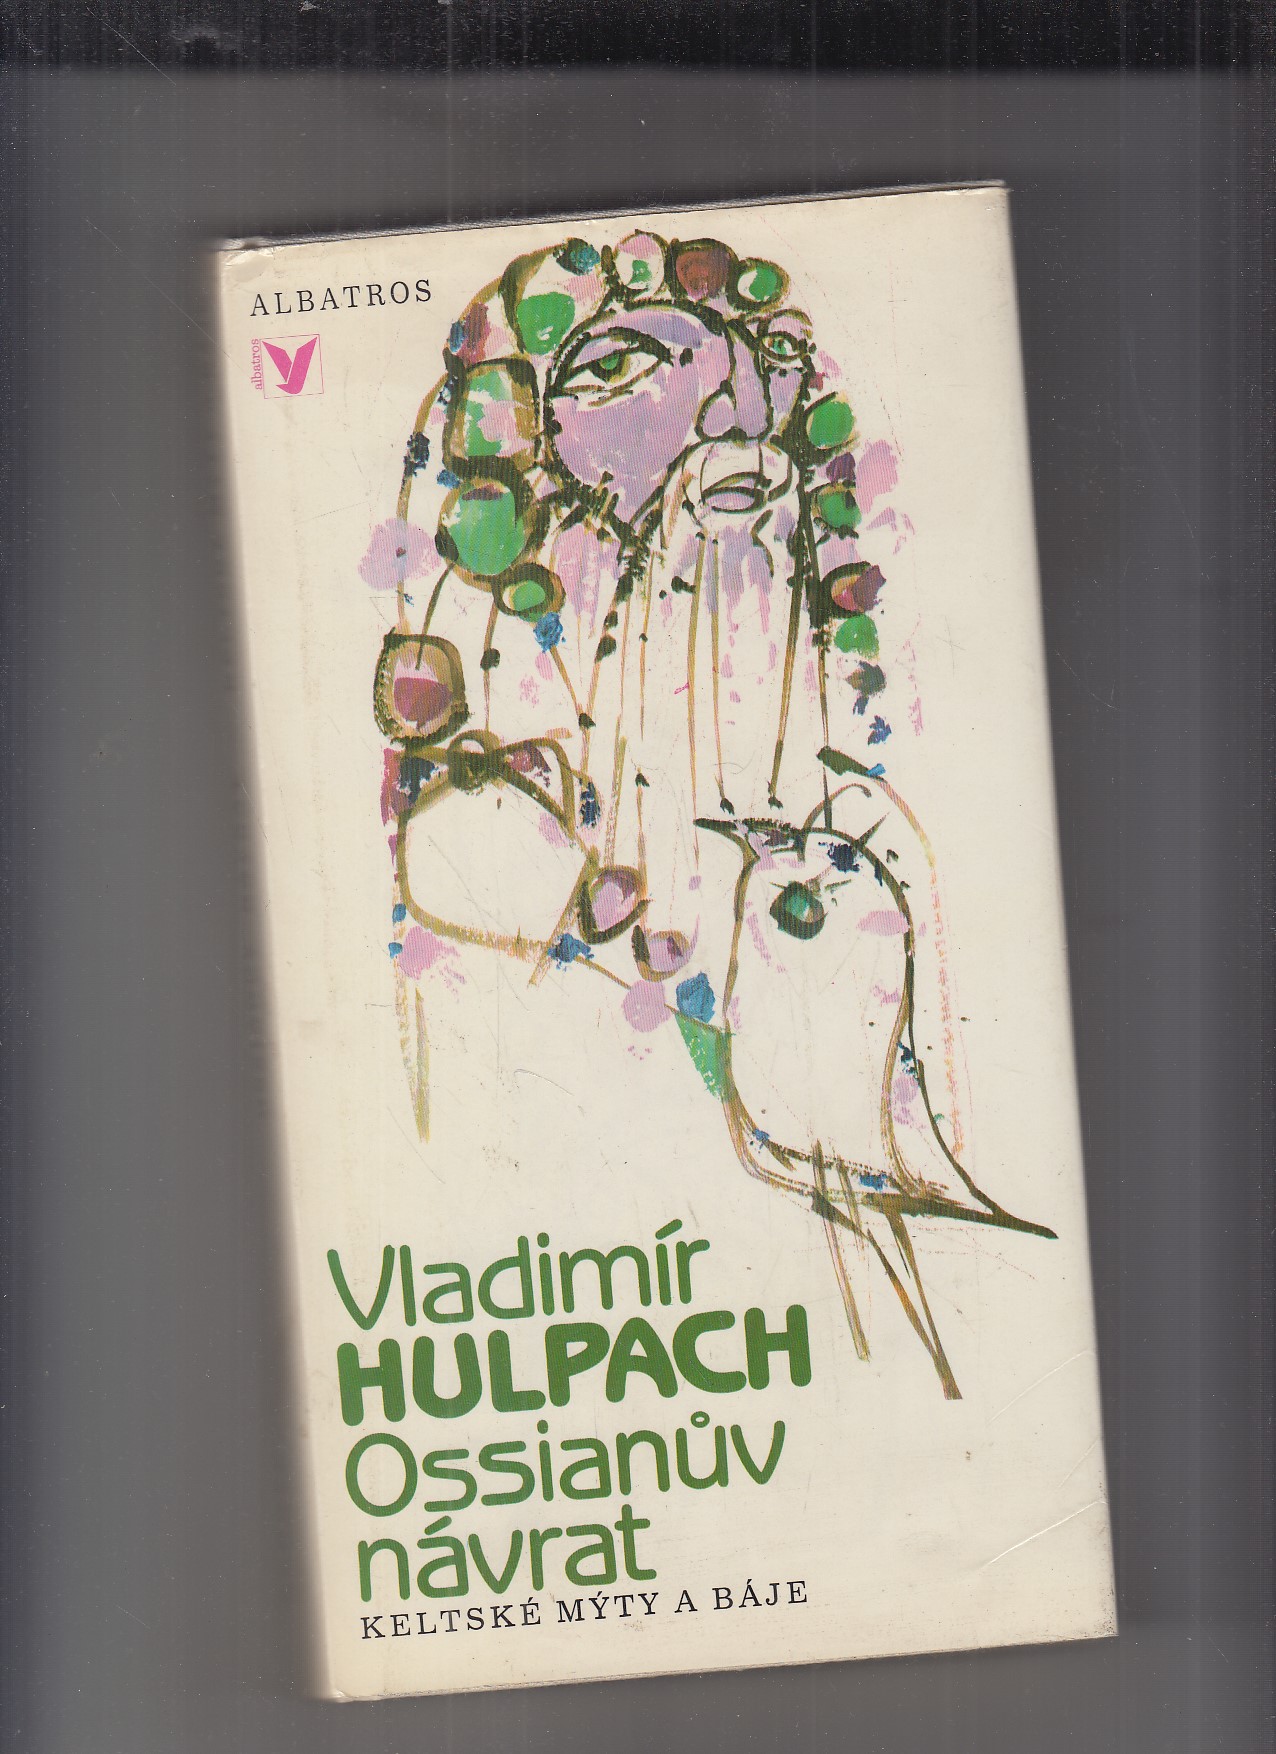 ALBATROS
albatros
Vladimír
HULPACH
Ossianův
návrat
KELTSKÉ MÝTY A BÁJE